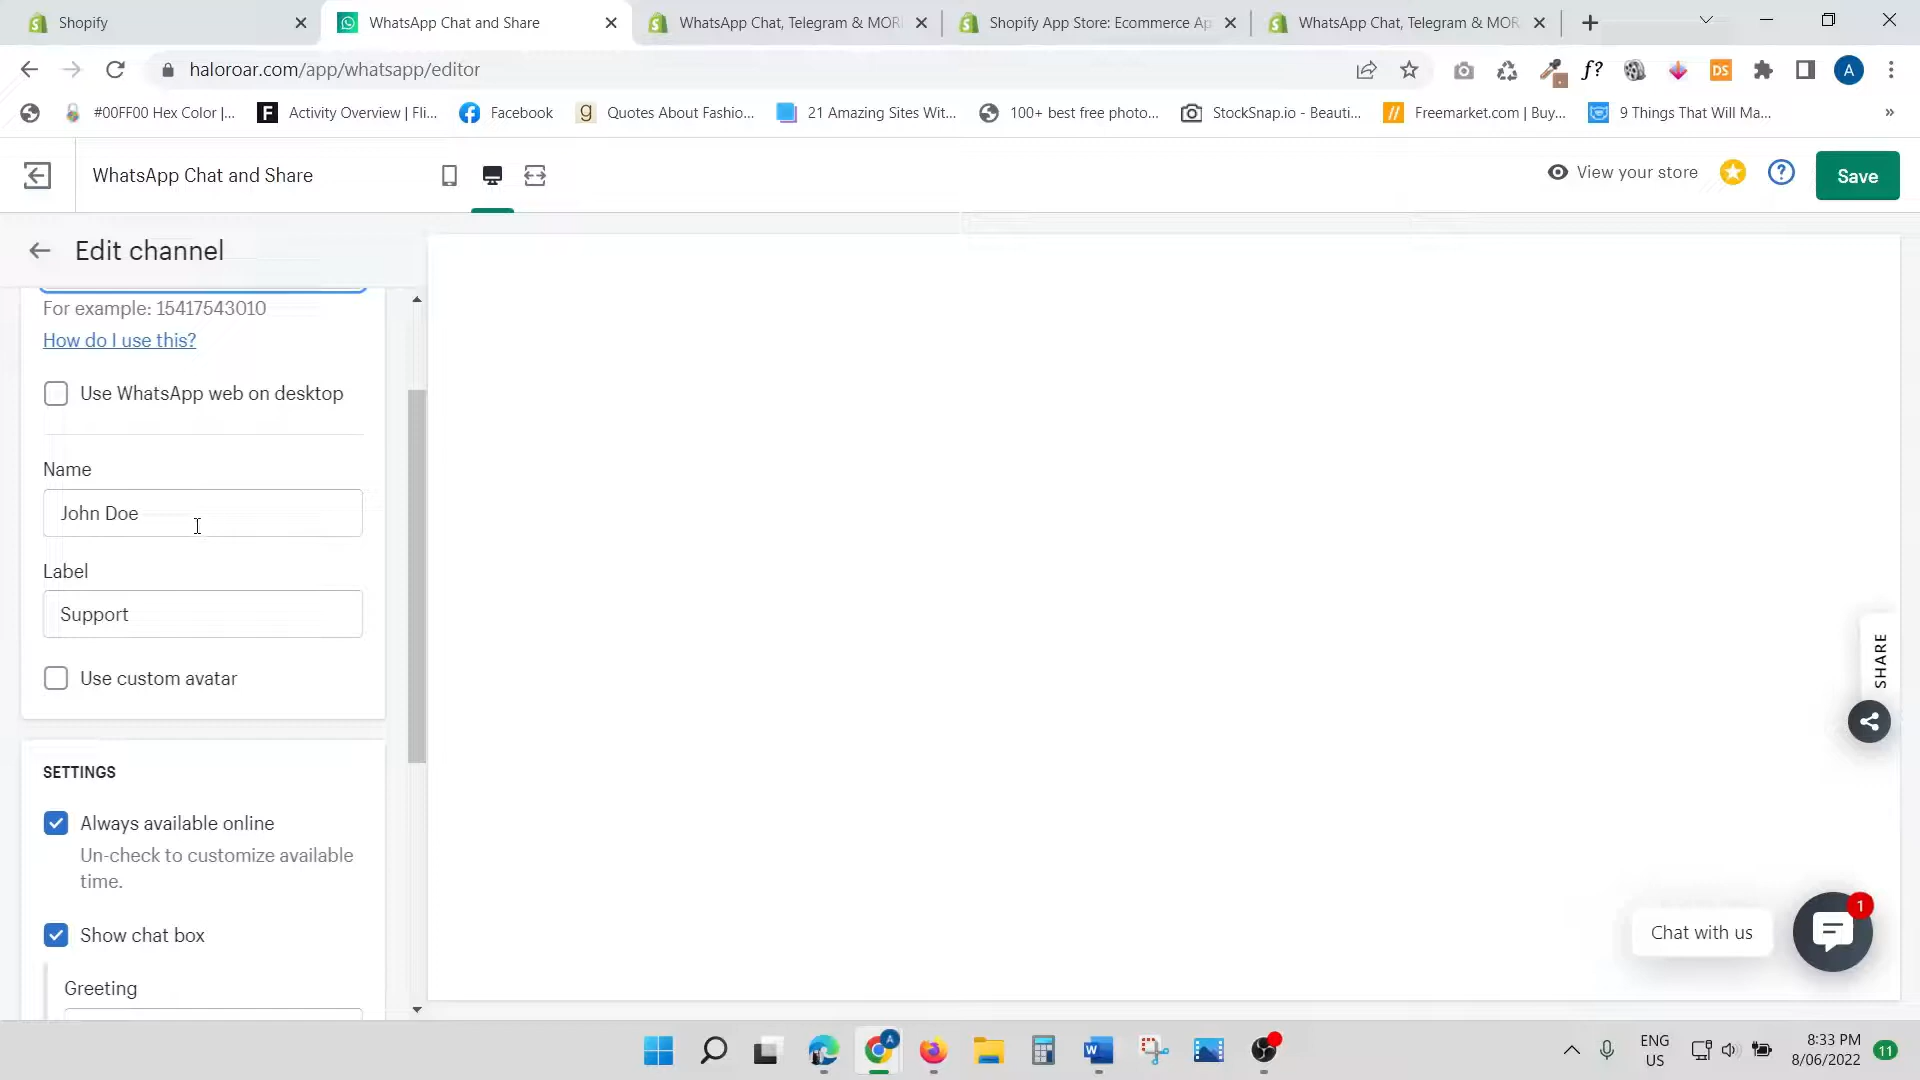 Shopify
WhatsApp Chat and Share
WhatsApp Chat, Telegram & MOR
Shopify App Store: Ecommerce Ap
WhatsApp Chat, Telegram & MOR
haloroar.com/app/whatsapp/editor
f?
DS
A
#00FF00 Hex Color |...
F
Activity Overview | Fli...
Facebook
g
Quotes About Fashio...
21 Amazing Sites Wit...
100+ best free photo...
StockSnap.io - Beauti...
Freemarket.com | Buy...
9 Things That Will Ma...
»
WhatsApp Chat and Share
View your store
?
Save
Edit channel
For example: 15417543010
How do I use this?
Use WhatsApp web on desktop
Name
John Doe
Label
Support
Use custom avatar
SETTINGS
Always available online
Un-check to customize available
time.
Show chat box
Greeting
SHARE
1
Chat with us
A
W
ENG
US
8:33 PM
8/06/2022
11